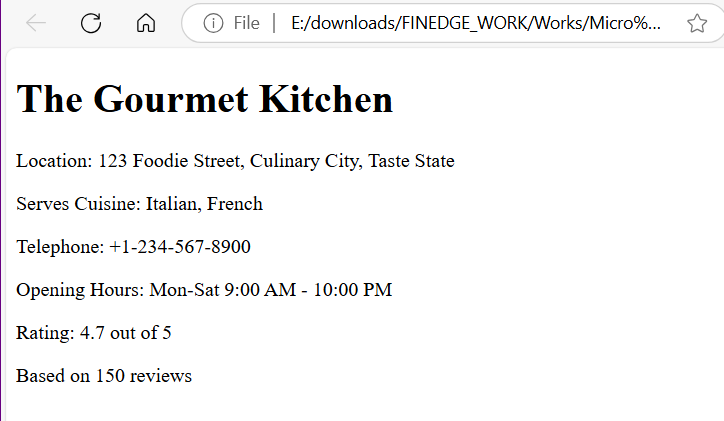 File | E:/downloads/FINEDGE_WORK/Works/Micro%...
The Gourmet Kitchen
Location: 123 Foodie Street, Culinary City, Taste State
Serves Cuisine: Italian, French
Telephone: +1-234-567-8900
Opening Hours: Mon-Sat 9:00 AM - 10:00 PM
Rating: 4.7 out of 5
Based on 150 reviews